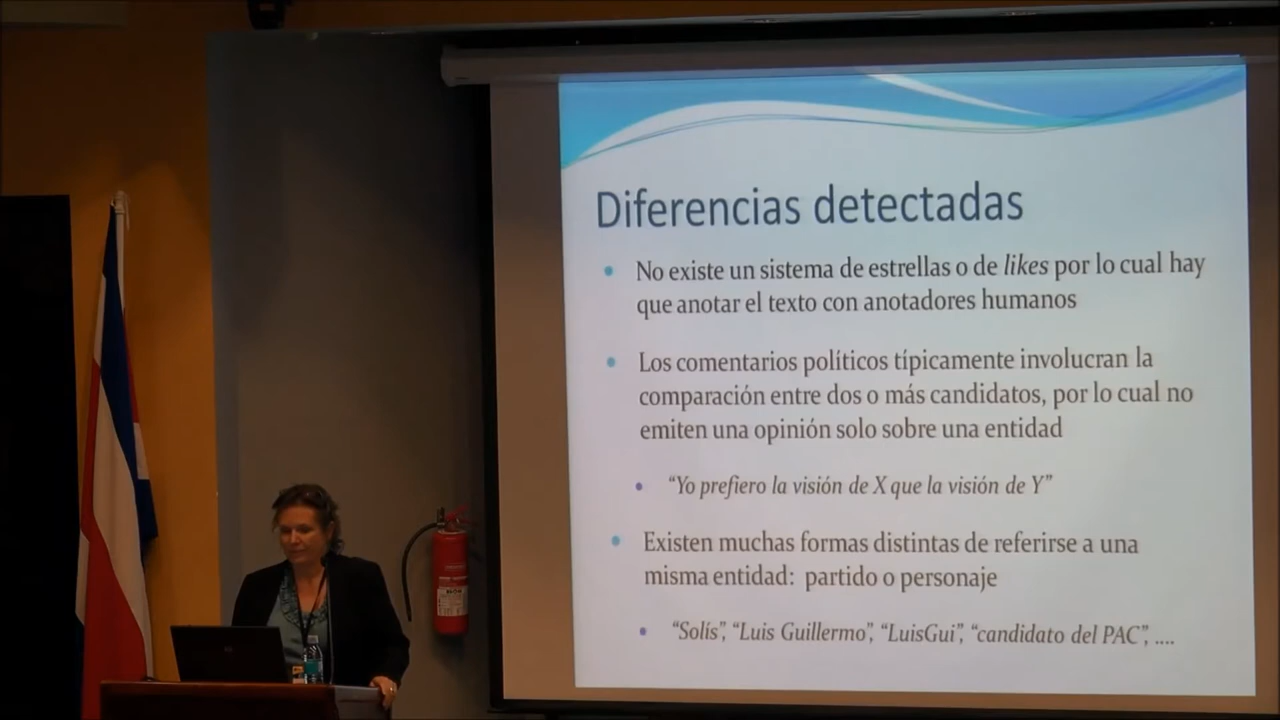 Diferencias detectadas
No existe un sistema de estrellas o de likes por lo cual hay
que anotar el texto con anotadores humanos
Los comentarios políticos típicamente involucran la
comparación entre dos o más candidatos, por lo cual no
emiten una opinión solo sobre una entidad
“Yo prefiero la visión de X que la visión de Y”
Existen muchas formas distintas de referirse a una
misma entidad: partido o personaje
“Solís”, “Luis Guillermo”, “LuisGui”, “candidato del PAC”, ....